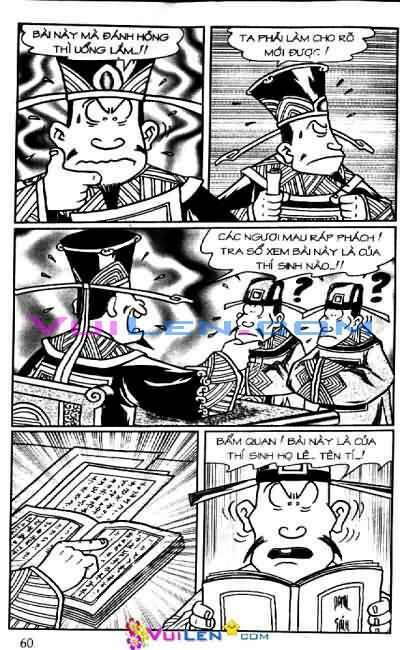 BÀI NÀY MÀ ĐÁNH HỎNG
THÌ UỔNG LẮM...!!
TA PHẢI LÀM CHO RÕ
MỚI ĐƯỢC!
CÁC NGƯƠI MAU RÁP PHÁCH!
TRA SỔ XEM BÀI NÀY LÀ CỦA
THÍ SINH NÀO...!!
?
?
VuiLen.com
BẨM QUAN! BÀI NÀY LÀ CỦA
THÍ SINH HỌ LÊ... TÊN TÍ...!
60
VuiLen.com